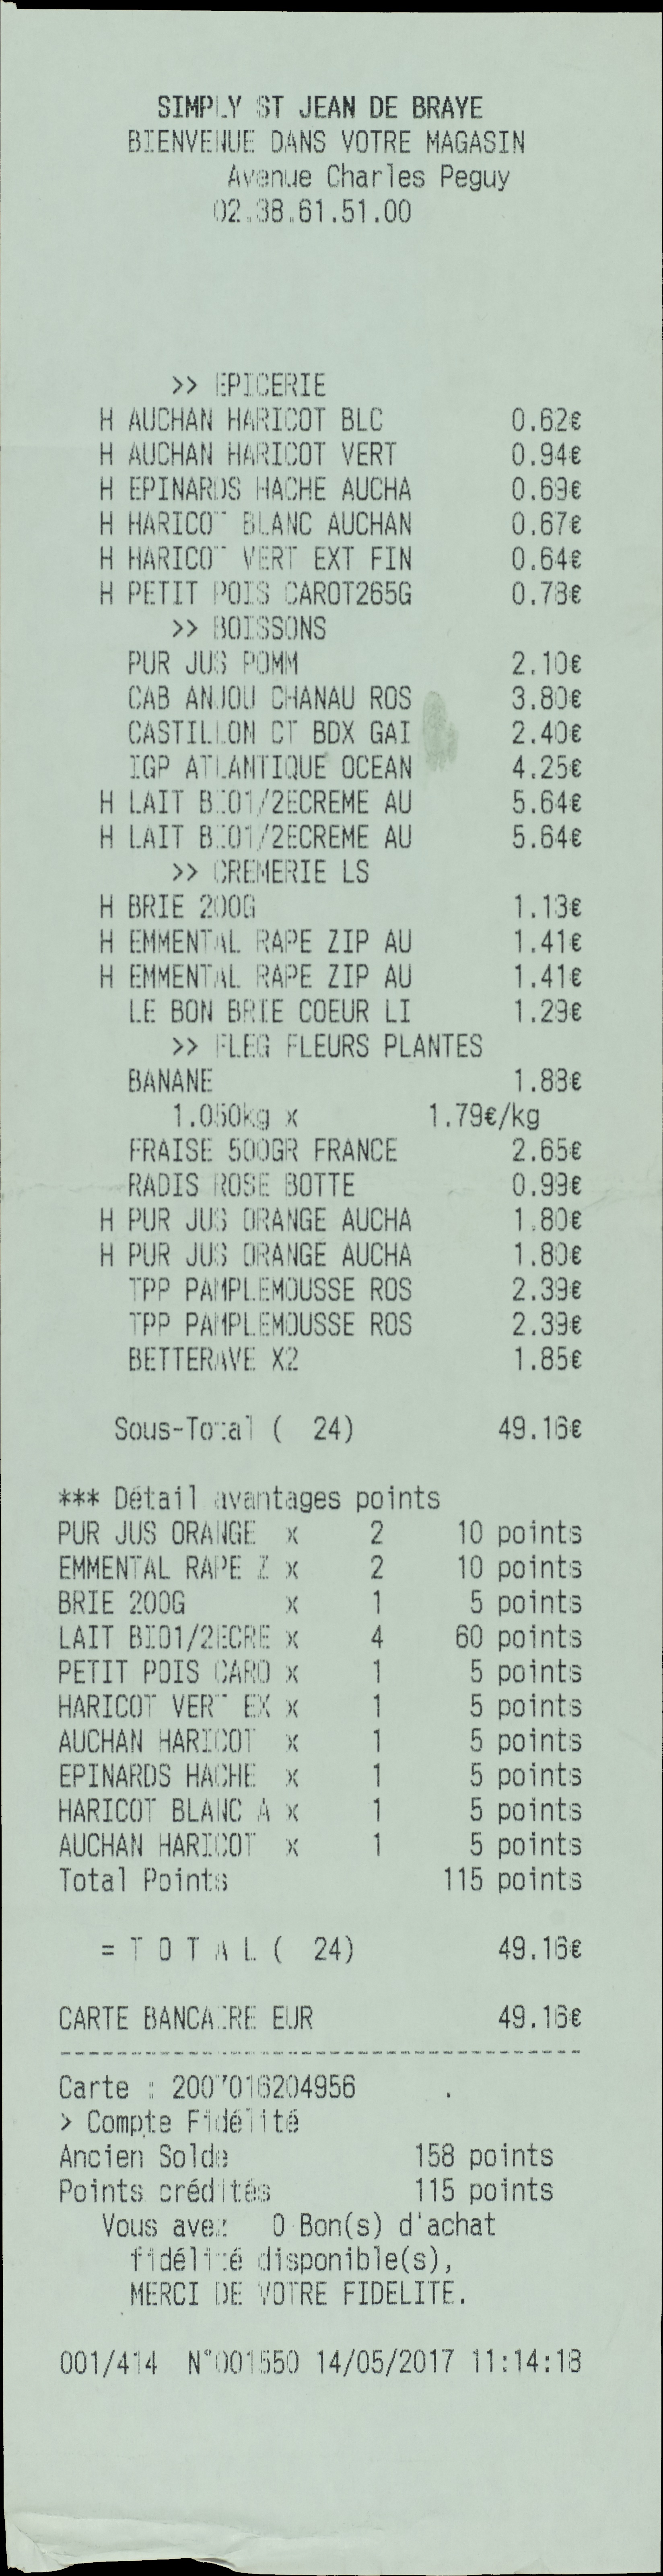 SIMPLY ST JEAN DE BRAYE
BIENVENUE DANS VOTRE MAGASIN
Avenue Charles Peguy
02.38.61.51.00
>> EPICERIE
H AUCHAN HARICOT BLC 0.62€
H AUCHAN HARICOT VERT 0.94€
H EPINARDS HACHE AUCHA 0.69€
H HARICOT BLANC AUCHAN 0.67€
H HARICOT VERT EXT FIN 0.64€
H PETIT POIS CAROT265G 0.78€
>> BOISSONS
PUR JUS POMM 2.10€
CAB ANJOU CHANAU ROS 3.80€
CASTILLON CT BDX GAI 2.40€
IGP ATLANTIQUE OCEAN 4.25€
H LAIT BIO1/2ECREME AU 5.64€
H LAIT BIO1/2ECREME AU 5.64€
>> CREMERIE LS
H BRIE 200G 1.13€
H EMMENTAL RAPE ZIP AU 1.41€
H EMMENTAL RAPE ZIP AU 1.41€
LE BON BRIE COEUR LI 1.29€
>> FLEG FLEURS PLANTES
BANANE 1.88€
1.050kg x 1.79€/kg
FRAISE 500GR FRANCE 2.65€
RADIS ROSE BOTTE 0.99€
H PUR JUS ORANGE AUCHA 1.80€
H PUR JUS ORANGE AUCHA 1.80€
TPP PAMPLEMOUSSE ROS 2.39€
TPP PAMPLEMOUSSE ROS 2.39€
BETTERAVE X2 1.85€
Sous-Total ( 24) 49.16€
*** Détail avantages points
PUR JUS ORANGE x 2 10 points
EMMENTAL RAPE Z x 2 10 points
BRIE 200G x 1 5 points
LAIT BIO1/2ECRE x 4 60 points
PETIT POIS CARO x 1 5 points
HARICOT VERT EX x 1 5 points
AUCHAN HARICOT x 1 5 points
EPINARDS HACHE x 1 5 points
HARICOT BLANC A x 1 5 points
AUCHAN HARICOT x 1 5 points
Total Points 115 points
= T O T A L ( 24) 49.16€
CARTE BANCAIRE EUR 49.16€
Carte : 2007016204956 .
> Compte Fidélité
Ancien Solde 158 points
Points crédités 115 points
Vous avez 0 Bon(s) d'achat
fidélité disponible(s),
MERCI DE VOTRE FIDELITE.
001/414 N°001550 14/05/2017 11:14:18